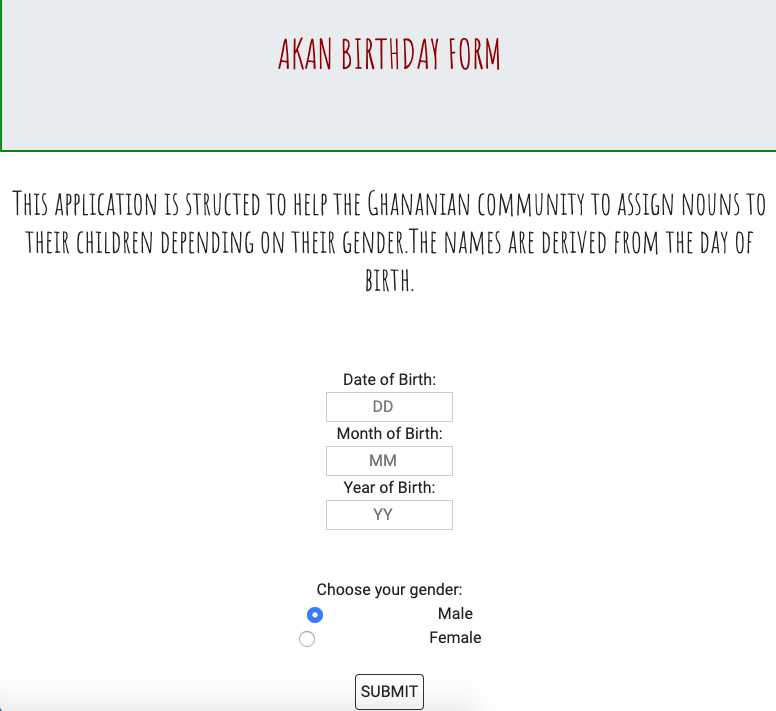 AKAN BIRTHDAY FORM
This application is structed to help the Ghananian community to assign nouns to
their children depending on their gender.The names are derived from the day of
birth.
Date of Birth:
DD
Month of Birth:
MM
Year of Birth:
YY
Choose your gender:
Male
Female
SUBMIT